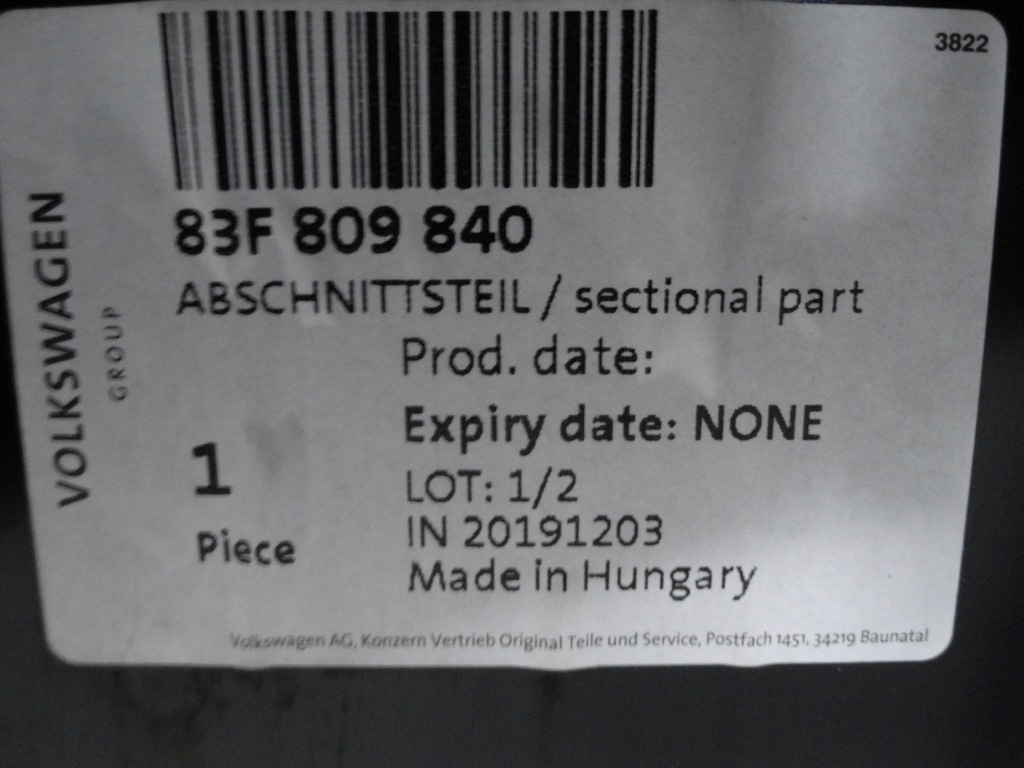 3822
VOLKSWAGEN
GROUP
83F 809 840
ABSCHNITTSTEIL / sectional part
Prod. date:
Expiry date: NONE
1
LOT: 1/2
IN 20191203
Piece
Made in Hungary
Volkswagen AG, Konzern Vertrieb Original Teile und Service, Postfach 1451, 34219 Baunatal